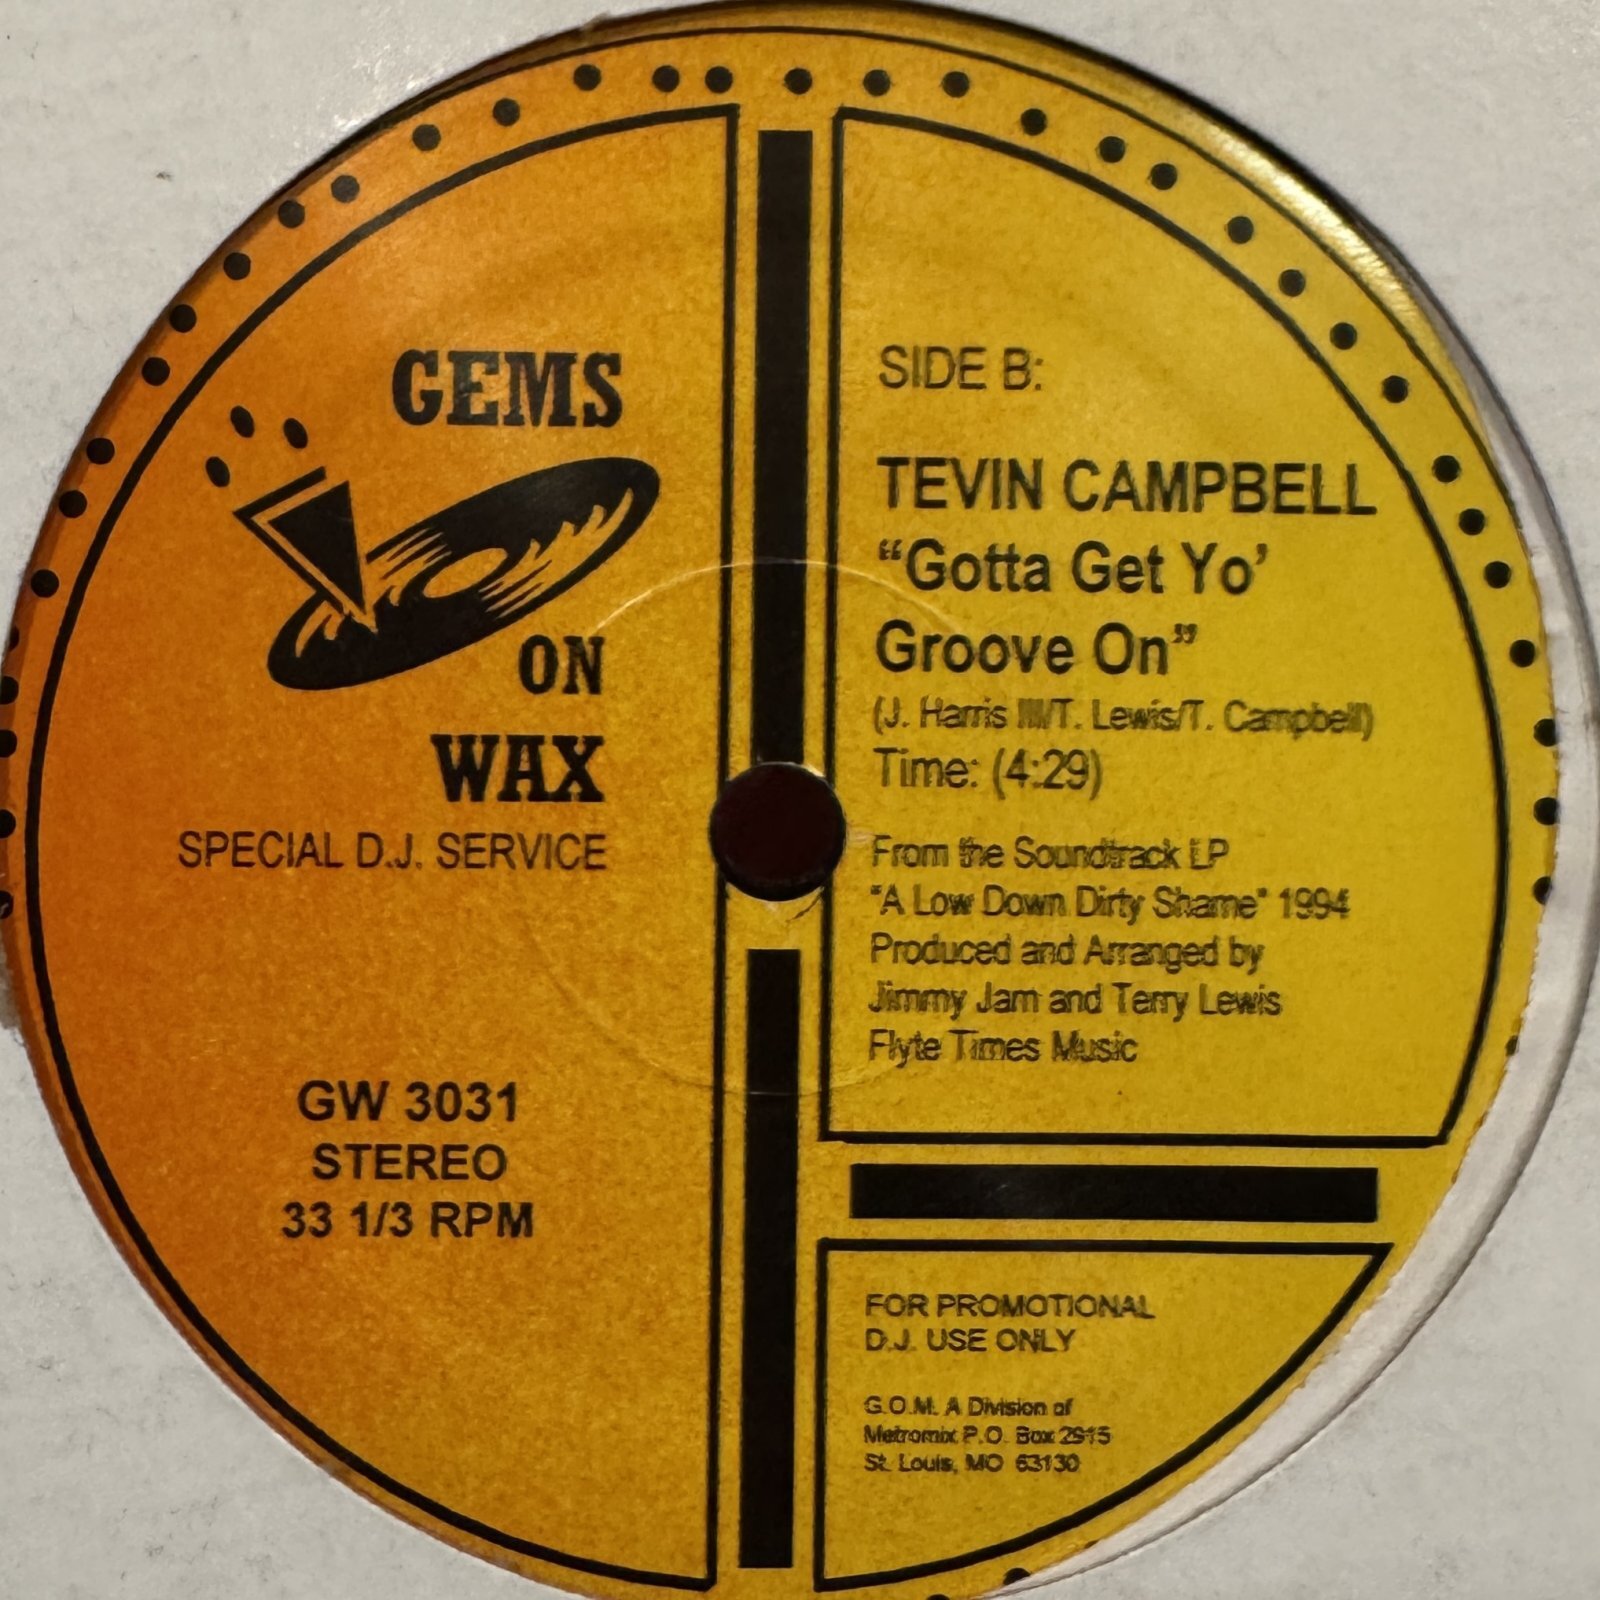 GEMS
ON
WAX
SPECIAL D.J. SERVICE
GW 3031
STEREO
33 1/3 RPM
SIDE B:
TEVIN CAMPBELL
“Gotta Get Yo’
Groove On”
(J. Harris III/T. Lewis/T. Campbell)
Time: (4:29)
From the Soundtrack LP
"A Low Down Dirty Shame" 1994
Produced and Arranged by
Jimmy Jam and Terry Lewis
Flyte Times Music
FOR PROMOTIONAL
D.J. USE ONLY
G.O.M. A Division of
Metromix P.O. Box 2915
St. Louis, MO 63130